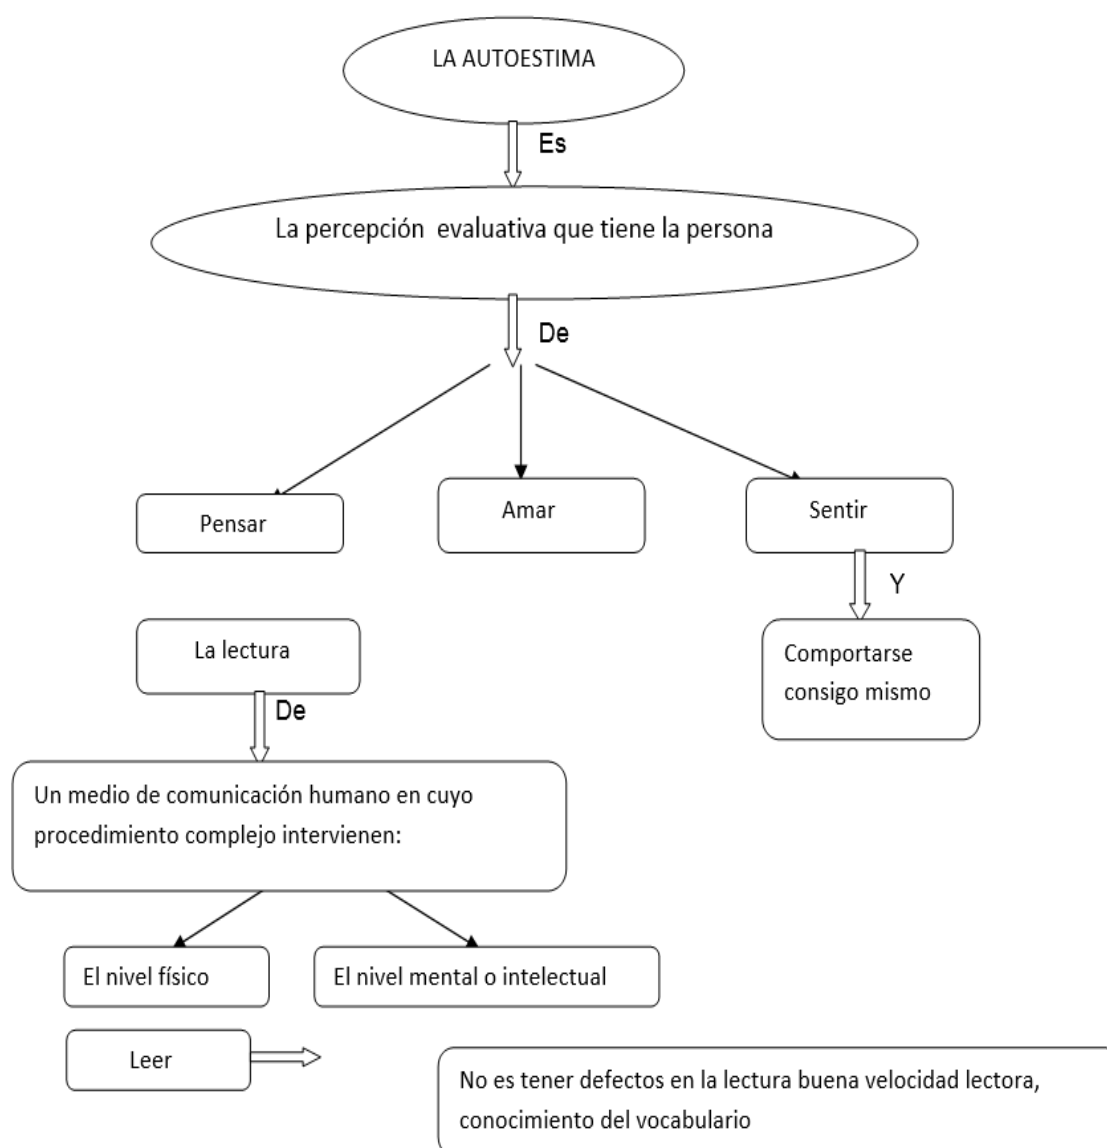 LA AUTOESTIMA
Es
La percepción evaluativa que tiene la persona
De
Pensar
Amar
Sentir
Y
Comportarse
consigo mismo
La lectura
De
Un medio de comunicación humano en cuyo
procedimiento complejo intervienen:
El nivel físico
El nivel mental o intelectual
Leer
No es tener defectos en la lectura buena velocidad lectora,
conocimiento del vocabulario